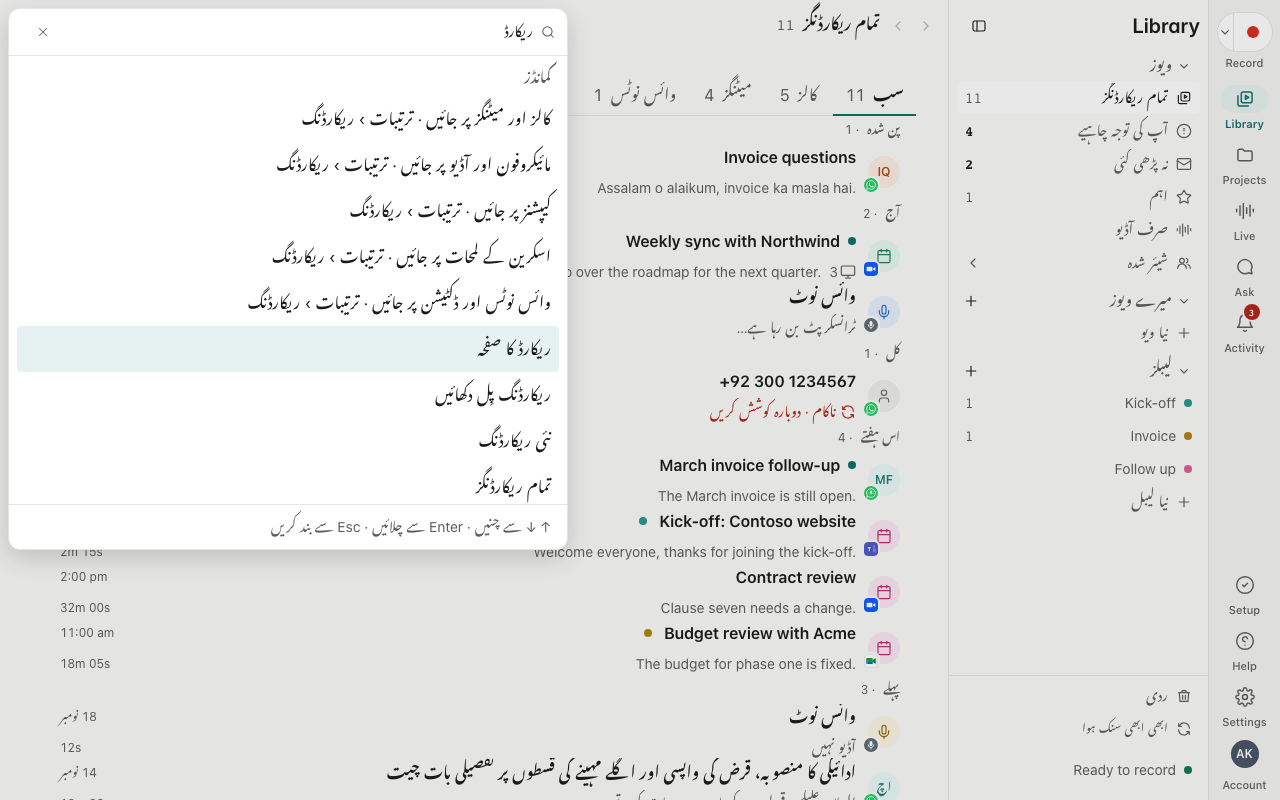 ریکارڈ
کمانڈز
کالز اور میٹنگز پر جائیں · ترتیبات › ریکارڈنگ
مائیکروفون اور آڈیو پر جائیں · ترتیبات › ریکارڈنگ
کیپشنز پر جائیں · ترتیبات › ریکارڈنگ
اسکرین کے لمحات پر جائیں · ترتیبات › ریکارڈنگ
وائس نوٹس اور ڈکٹیشن پر جائیں · ترتیبات › ریکارڈنگ
ریکارڈ کا صفحہ
ریکارڈنگ پِل دکھائیں
نئی ریکارڈنگ
تمام ریکارڈنگز
↑ ↓ سے چنیں · Enter سے چلائیں · Esc سے بند کریں
Record
Library
Projects
Live
Ask
3
Activity
Setup
Help
Settings
AK
Account
Library
ویوز
تمام ریکارڈنگز 11
آپ کی توجہ چاہیے 4
نہ پڑھی گئی 2
اہم 1
صرف آڈیو
شیئر شدہ
میرے ویوز
نیا ویو
لیبلز
Kick-off 1
Invoice 1
Follow up
نیا لیبل
ردی
ابھی ابھی سنک ہوا
Ready to record
تمام ریکارڈنگز 11
سب 11
کالز 5
میٹنگز 4
وائس نوٹس 1
پن شدہ · 1
IQ
Invoice questions
Assalam o alaikum, invoice ka masla hai.
آج · 2
Weekly sync with Northwind
over the roadmap for the next quarter. 3
وائس نوٹ
ٹرانسکرپٹ بن رہا ہے…
کل · 1
+92 300 1234567
ناکام · دوبارہ کوشش کریں
اس ہفتے · 4
MF
March invoice follow-up
The March invoice is still open.
Kick-off: Contoso website
Welcome everyone, thanks for joining the kick-off.
2m 15s
Contract review
2:00 pm
Clause seven needs a change.
32m 00s
Budget review with Acme
11:00 am
The budget for phase one is fixed.
18m 05s
پہلے · 3
وائس نوٹ
18 نومبر
آڈیو نہیں
12s
اچ
ادائیگی کا منصوبہ، قرض کی واپسی اور اگلے مہینے کی قسطوں پر تفصیلی بات چیت
14 نومبر